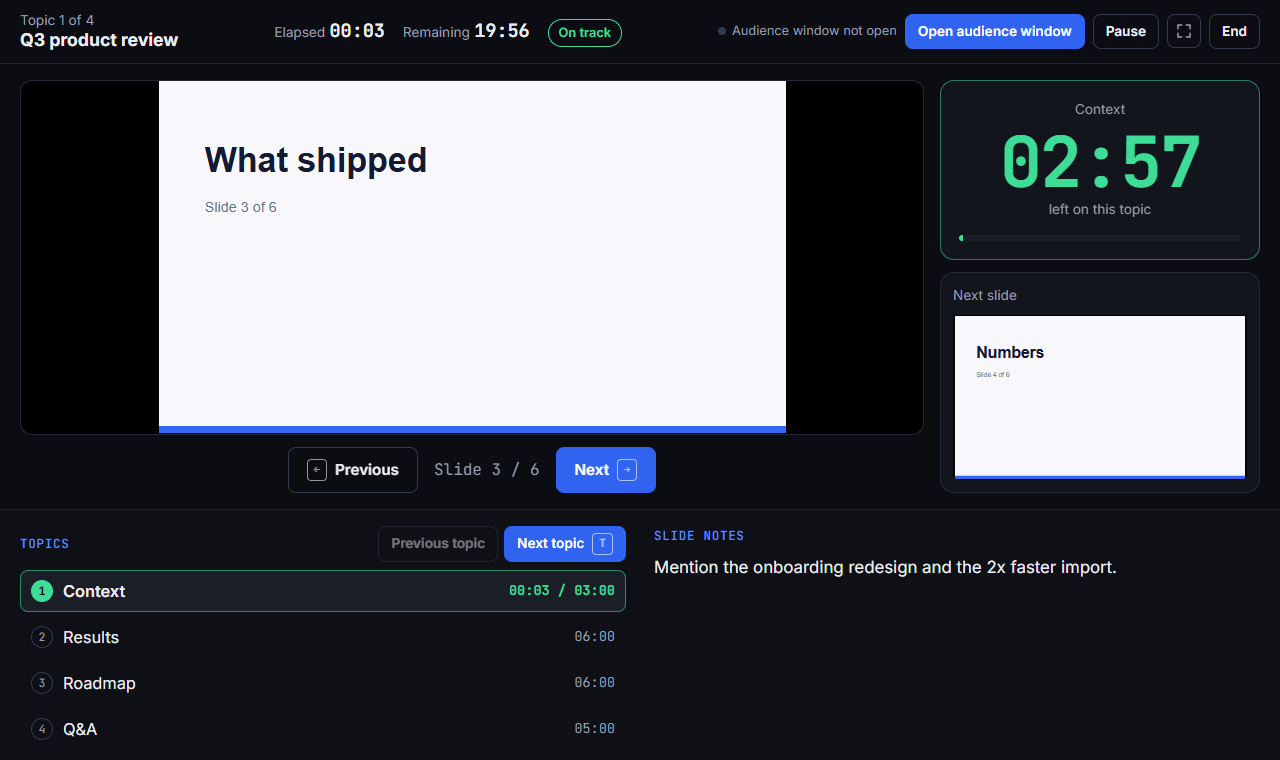 Topic 1 of 4
Q3 product review
Elapsed 00:03 Remaining 19:56 On track
Audience window not open Open audience window Pause End
What shipped
Slide 3 of 6
← Previous Slide 3 / 6 Next →
Context
02:57
left on this topic
Next slide
Numbers
Slide 4 of 6
TOPICS Previous topic Next topic T
1 Context 00:03 / 03:00
2 Results 06:00
3 Roadmap 06:00
4 Q&A 05:00
SLIDE NOTES
Mention the onboarding redesign and the 2x faster import.